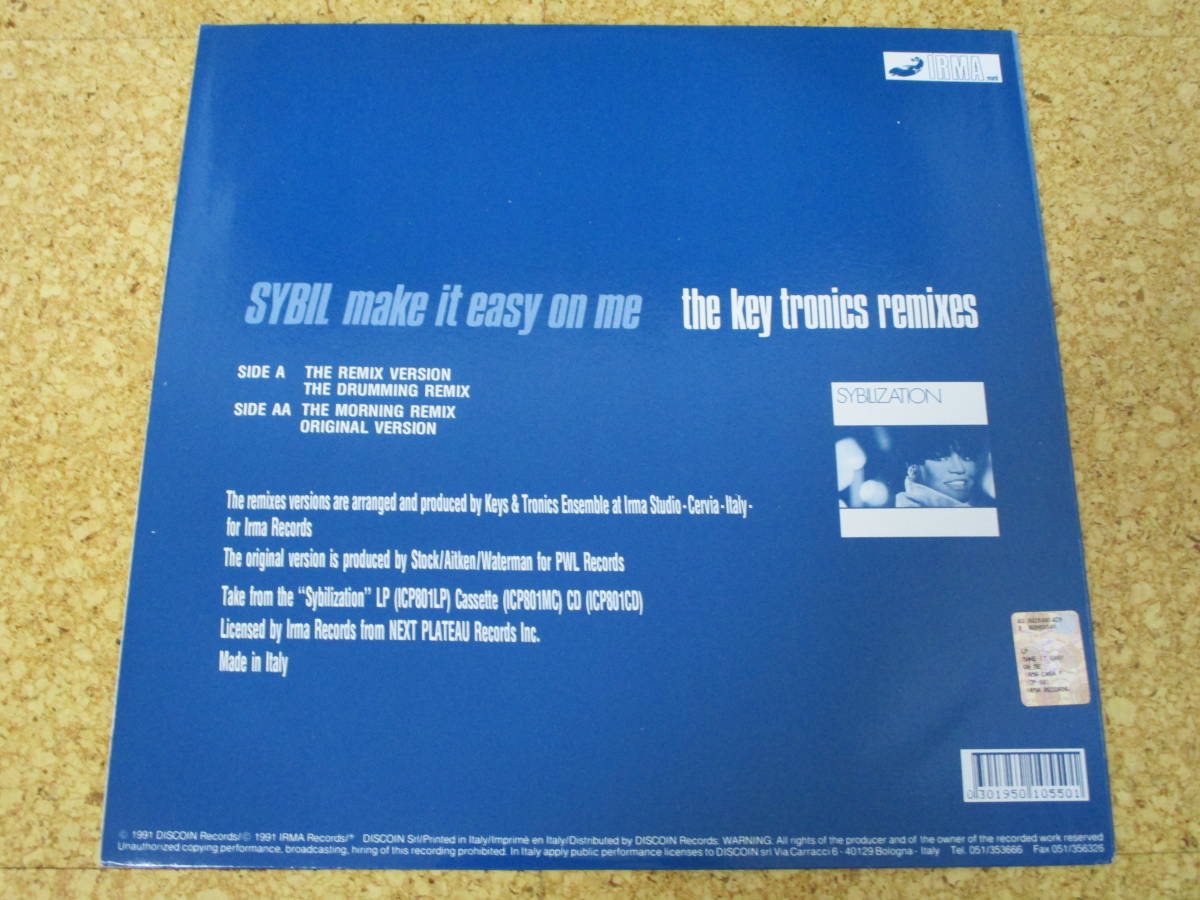 IRMA
SYBIL make it easy on me the key tronics remixes
SIDE A THE REMIX VERSION
THE DRUMMING REMIX
SIDE AA THE MORNING REMIX
ORIGINAL VERSION
SYBILIZATION
The remixes versions are arranged and produced by Keys & Tronics Ensemble at Irma Studio - Cervia - Italy -
for Irma Records
The original version is produced by Stock/Aitken/Waterman for PWL Records
Take from the “Sybilization” LP (ICP801LP) Cassette (ICP801MC) CD (ICP801CD)
Licensed by Irma Records from NEXT PLATEAU Records Inc.
Made in Italy
LP
0 301950 105501
© 1991 DISCOIN Records/© 1991 IRMA Records/* DISCOIN Srl/Printed in Italy/Imprimé en Italy/Distributed by DISCOIN Records: WARNING. All rights of the producer and of the owner of the recorded work reserved
Unauthorized copying performance, broadcasting, hiring of this recording prohibited. In Italy apply public performance licenses to DISCOIN srl Via Carracci 6 - 40129 Bologna - Italy Tel. 051/353666 Fax 051/356326